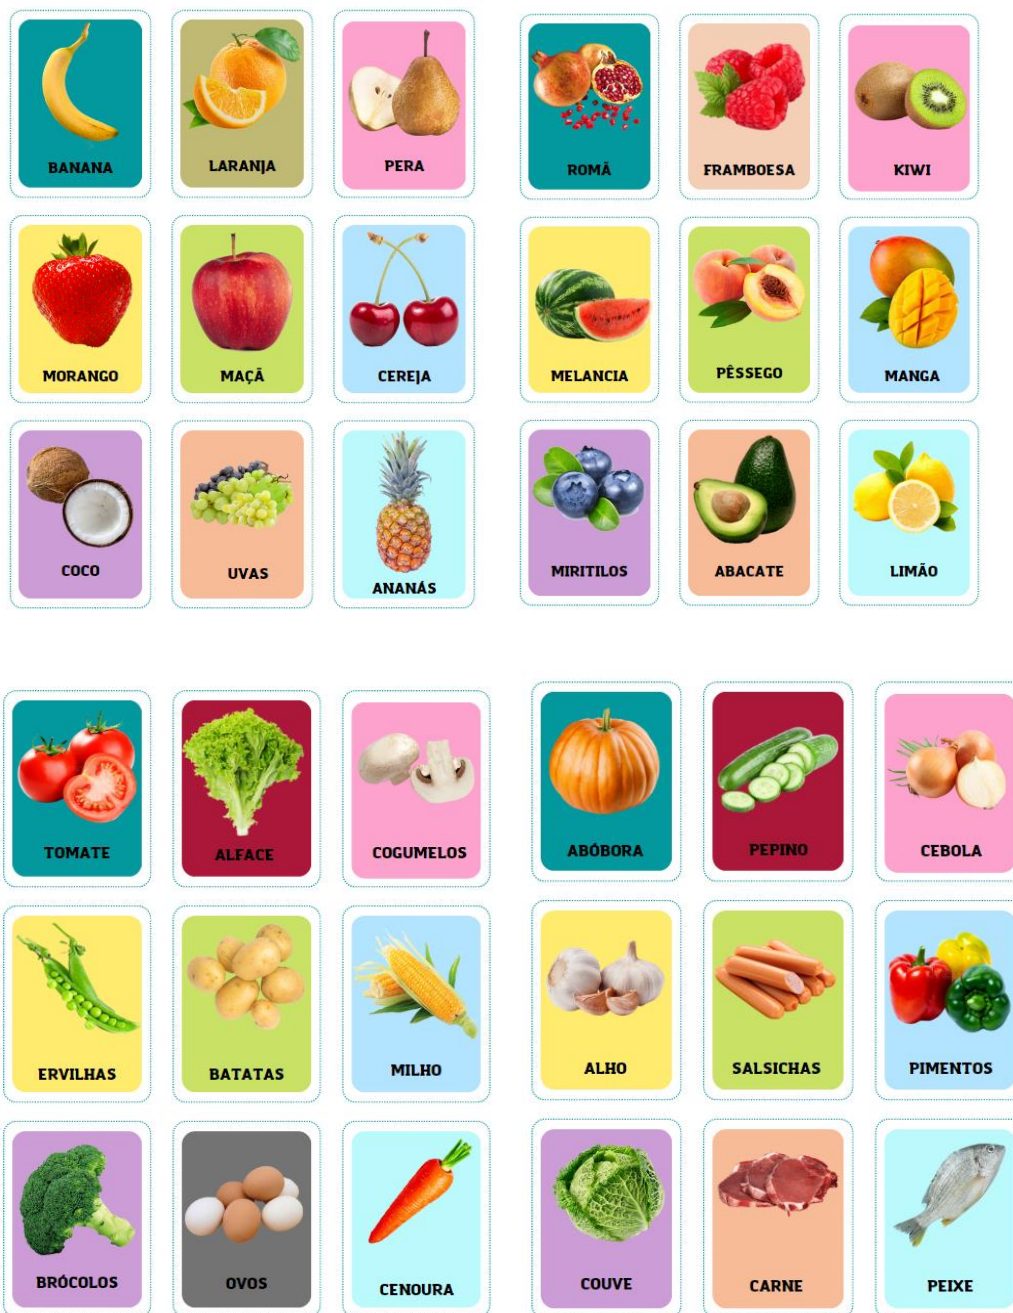 BANANA
LARANJA
PERA
ROMÃ
FRAMBOESA
KIWI
MORANGO
MAÇÃ
CEREJA
MELANCIA
PÊSSEGO
MANGA
COCO
UVAS
ANANÁS
MIRITILOS
ABACATE
LIMÃO
TOMATE
ALFACE
COGUMELOS
ABÓBORA
PEPINO
CEBOLA
ERVILHAS
BATATAS
MILHO
ALHO
SALSICHAS
PIMENTOS
BRÓCOLOS
OVOS
CENOURA
COUVE
CARNE
PEIXE